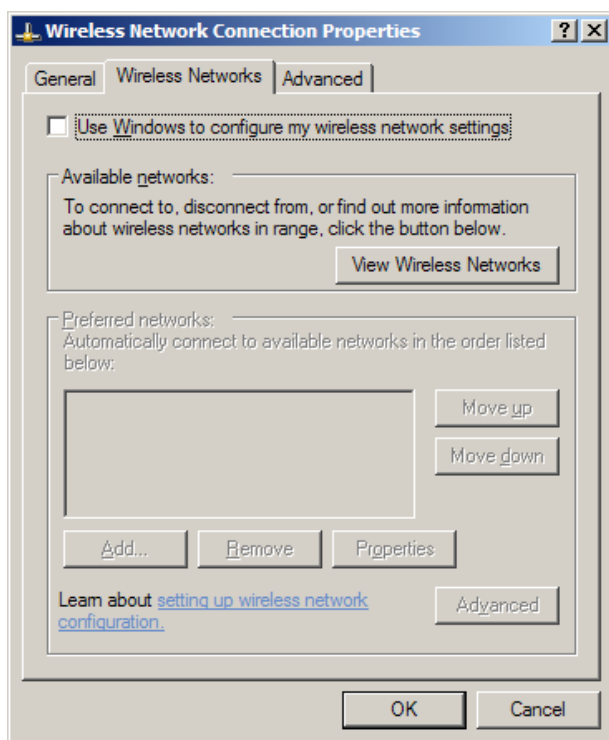 Wireless Network Connection Properties
General Wireless Networks Advanced
Use Windows to configure my wireless network settings
Available networks:
To connect to, disconnect from, or find out more information
about wireless networks in range, click the button below.
View Wireless Networks
Preferred networks:
Automatically connect to available networks in the order listed
below:
Move up
Move down
Add... Remove Properties
Learn about setting up wireless network
configuration.
Advanced
OK Cancel